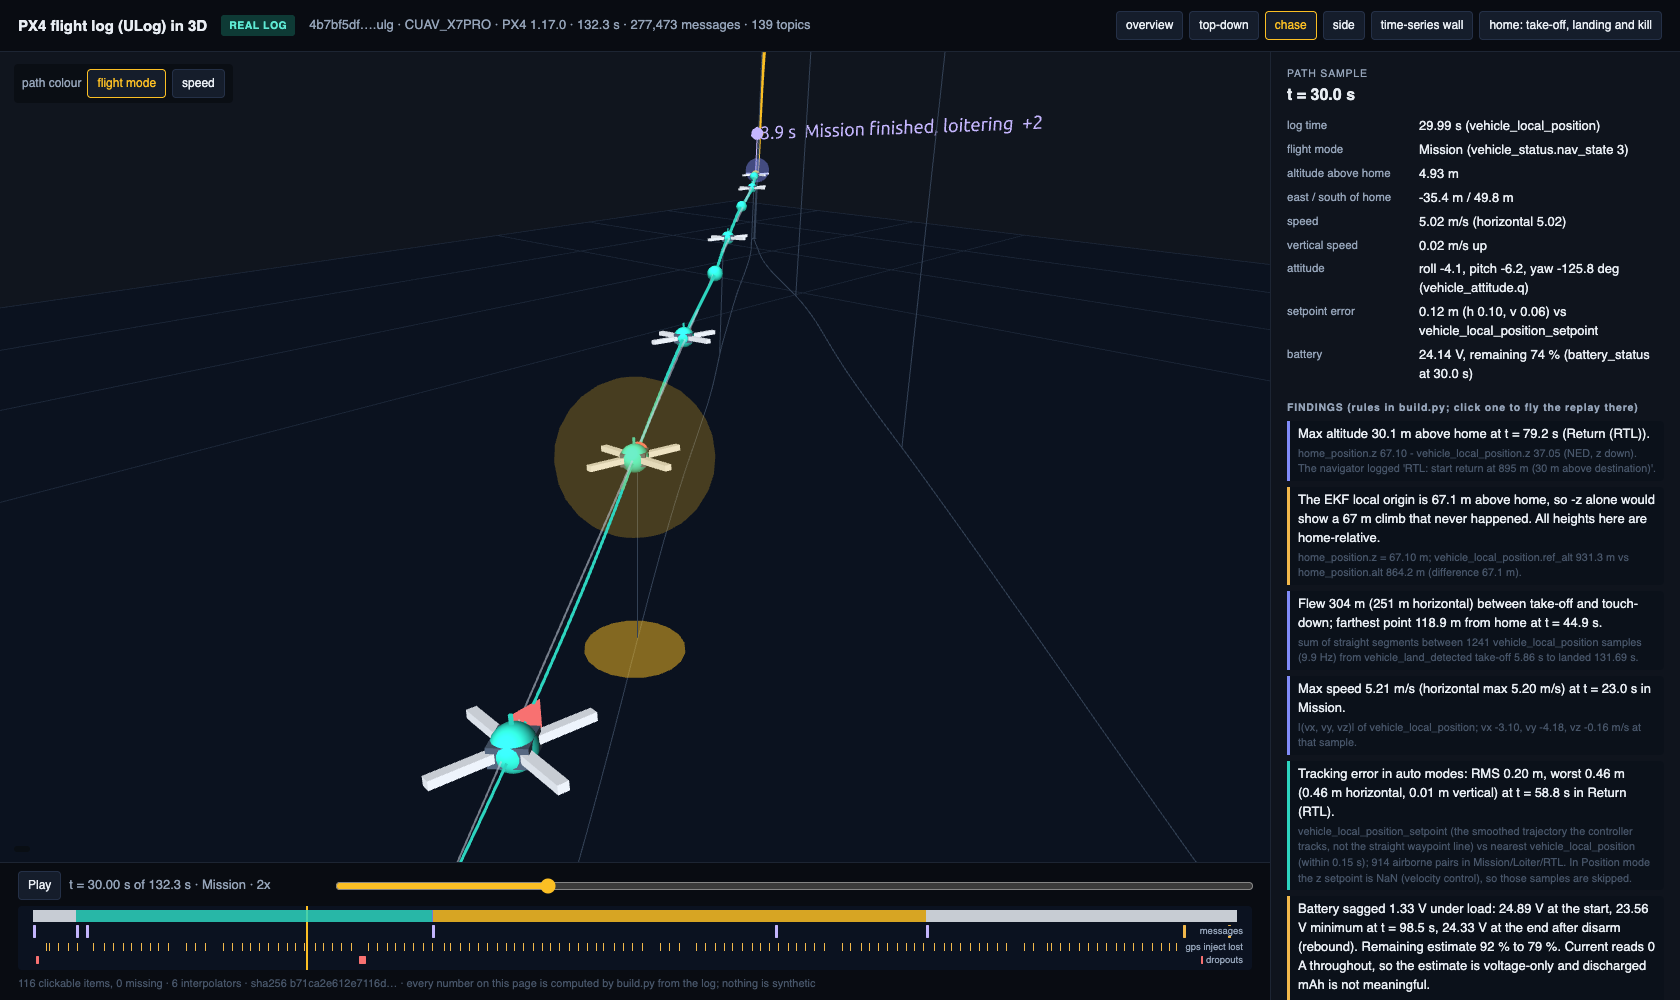 PX4 flight log (ULog) in 3D
REAL LOG
4b7bf5df….ulg · CUAV_X7PRO · PX4 1.17.0 · 132.3 s · 277,473 messages · 139 topics
overview
top-down
chase
side
time-series wall
home: take-off, landing and kill
path colour
flight mode
speed
3.9 s Mission finished, loitering +2
PATH SAMPLE
t = 30.0 s
log time 29.99 s (vehicle_local_position)
flight mode Mission (vehicle_status.nav_state 3)
altitude above home 4.93 m
east / south of home -35.4 m / 49.8 m
speed 5.02 m/s (horizontal 5.02)
vertical speed 0.02 m/s up
attitude roll -4.1, pitch -6.2, yaw -125.8 deg
(vehicle_attitude.q)
setpoint error 0.12 m (h 0.10, v 0.06) vs
vehicle_local_position_setpoint
battery 24.14 V, remaining 74 % (battery_status
at 30.0 s)
FINDINGS (rules in build.py; click one to fly the replay there)
Max altitude 30.1 m above home at t = 79.2 s (Return (RTL)).
home_position.z 67.10 - vehicle_local_position.z 37.05 (NED, z down).
The navigator logged 'RTL: start return at 895 m (30 m above destination)'.
The EKF local origin is 67.1 m above home, so -z alone would
show a 67 m climb that never happened. All heights here are
home-relative.
home_position.z = 67.10 m; vehicle_local_position.ref_alt 931.3 m vs
home_position.alt 864.2 m (difference 67.1 m).
Flew 304 m (251 m horizontal) between take-off and touch-
down; farthest point 118.9 m from home at t = 44.9 s.
sum of straight segments between 1241 vehicle_local_position samples
(9.9 Hz) from vehicle_land_detected take-off 5.86 s to landed 131.69 s.
Max speed 5.21 m/s (horizontal max 5.20 m/s) at t = 23.0 s in
Mission.
|(vx, vy, vz)| of vehicle_local_position; vx -3.10, vy -4.18, vz -0.16 m/s at
that sample.
Tracking error in auto modes: RMS 0.20 m, worst 0.46 m
(0.46 m horizontal, 0.01 m vertical) at t = 58.8 s in Return
(RTL).
vehicle_local_position_setpoint (the smoothed trajectory the controller
tracks, not the straight waypoint line) vs nearest vehicle_local_position
(within 0.15 s); 914 airborne pairs in Mission/Loiter/RTL. In Position mode
the z setpoint is NaN (velocity control), so those samples are skipped.
Battery sagged 1.33 V under load: 24.89 V at the start, 23.56
V minimum at t = 98.5 s, 24.33 V at the end after disarm
(rebound). Remaining estimate 92 % to 79 %. Current reads 0
A throughout, so the estimate is voltage-only and discharged
mAh is not meaningful.
Play
t = 30.00 s of 132.3 s · Mission · 2x
messages
gps inject lost
dropouts
116 clickable items, 0 missing · 6 interpolators · sha256 b71ca2e612e7116d… · every number on this page is computed by build.py from the log; nothing is synthetic